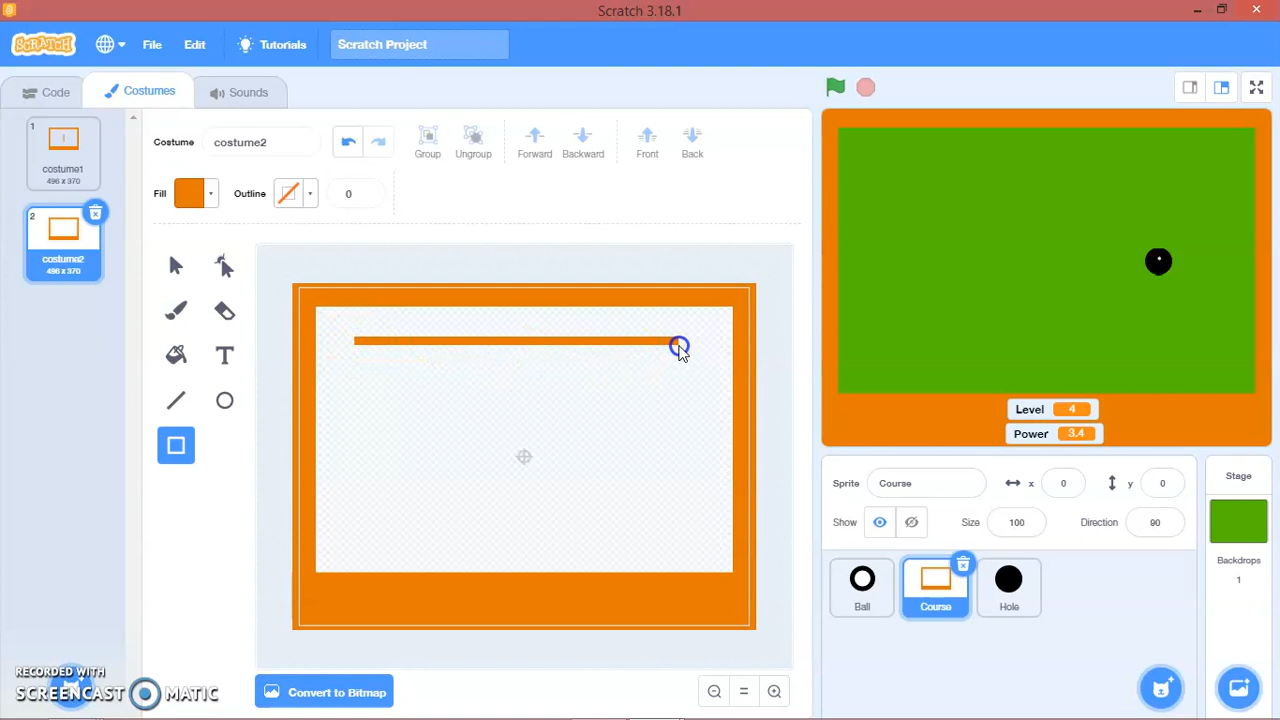 Scratch 3.18.1
SCRATCH File Edit Tutorials Scratch Project
Code Costumes Sounds
1
costume1
496 x 370
2
costume2
496 x 370
Costume costume2
Group Ungroup Forward Backward Front Back
Fill Outline 0
Convert to Bitmap
Level 4
Power 3.4
Sprite Course x 0 y 0
Show Size 100 Direction 90
Ball
Course
Hole
Stage
Backdrops
1
RECORDED WITH
SCREENCAST MATIC